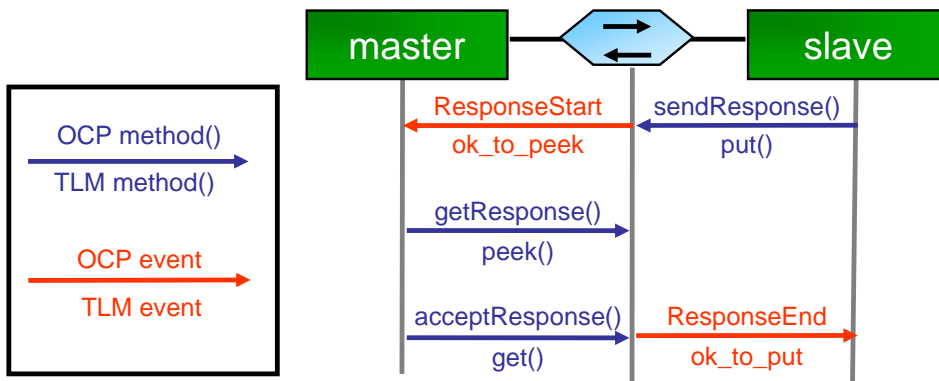 master
slave
OCP method()
TLM method()
OCP event
TLM event
ResponseStart
ok_to_peek
sendResponse()
put()
getResponse()
peek()
acceptResponse()
get()
ResponseEnd
ok_to_put